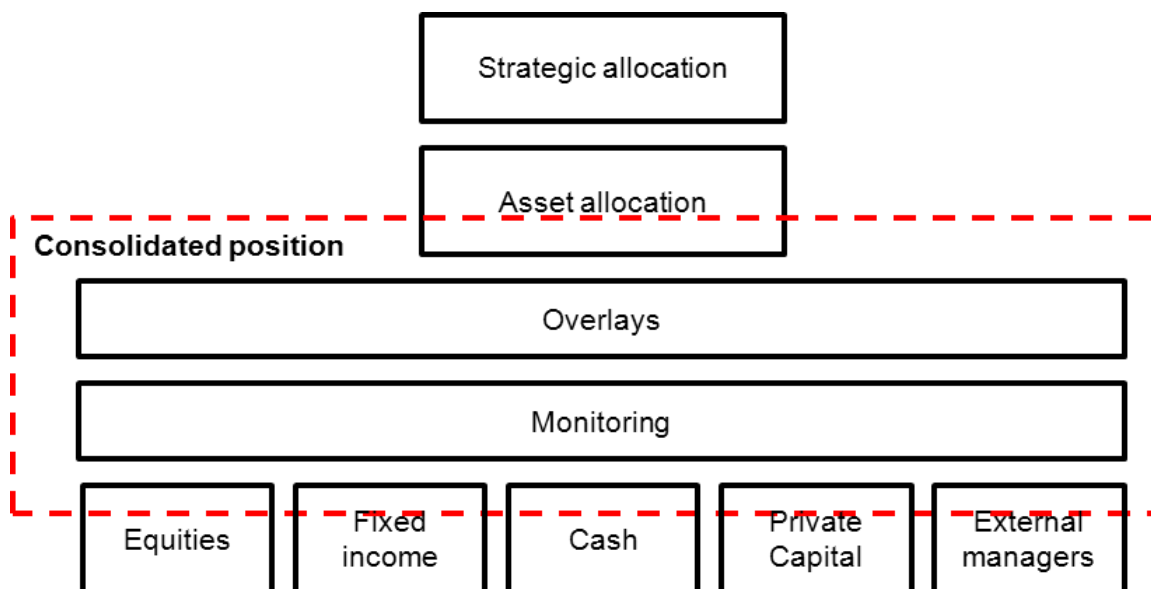 Strategic allocation
Asset allocation
Consolidated position
Overlays
Monitoring
Equities
Fixed
income
Cash
Private
Capital
External
managers